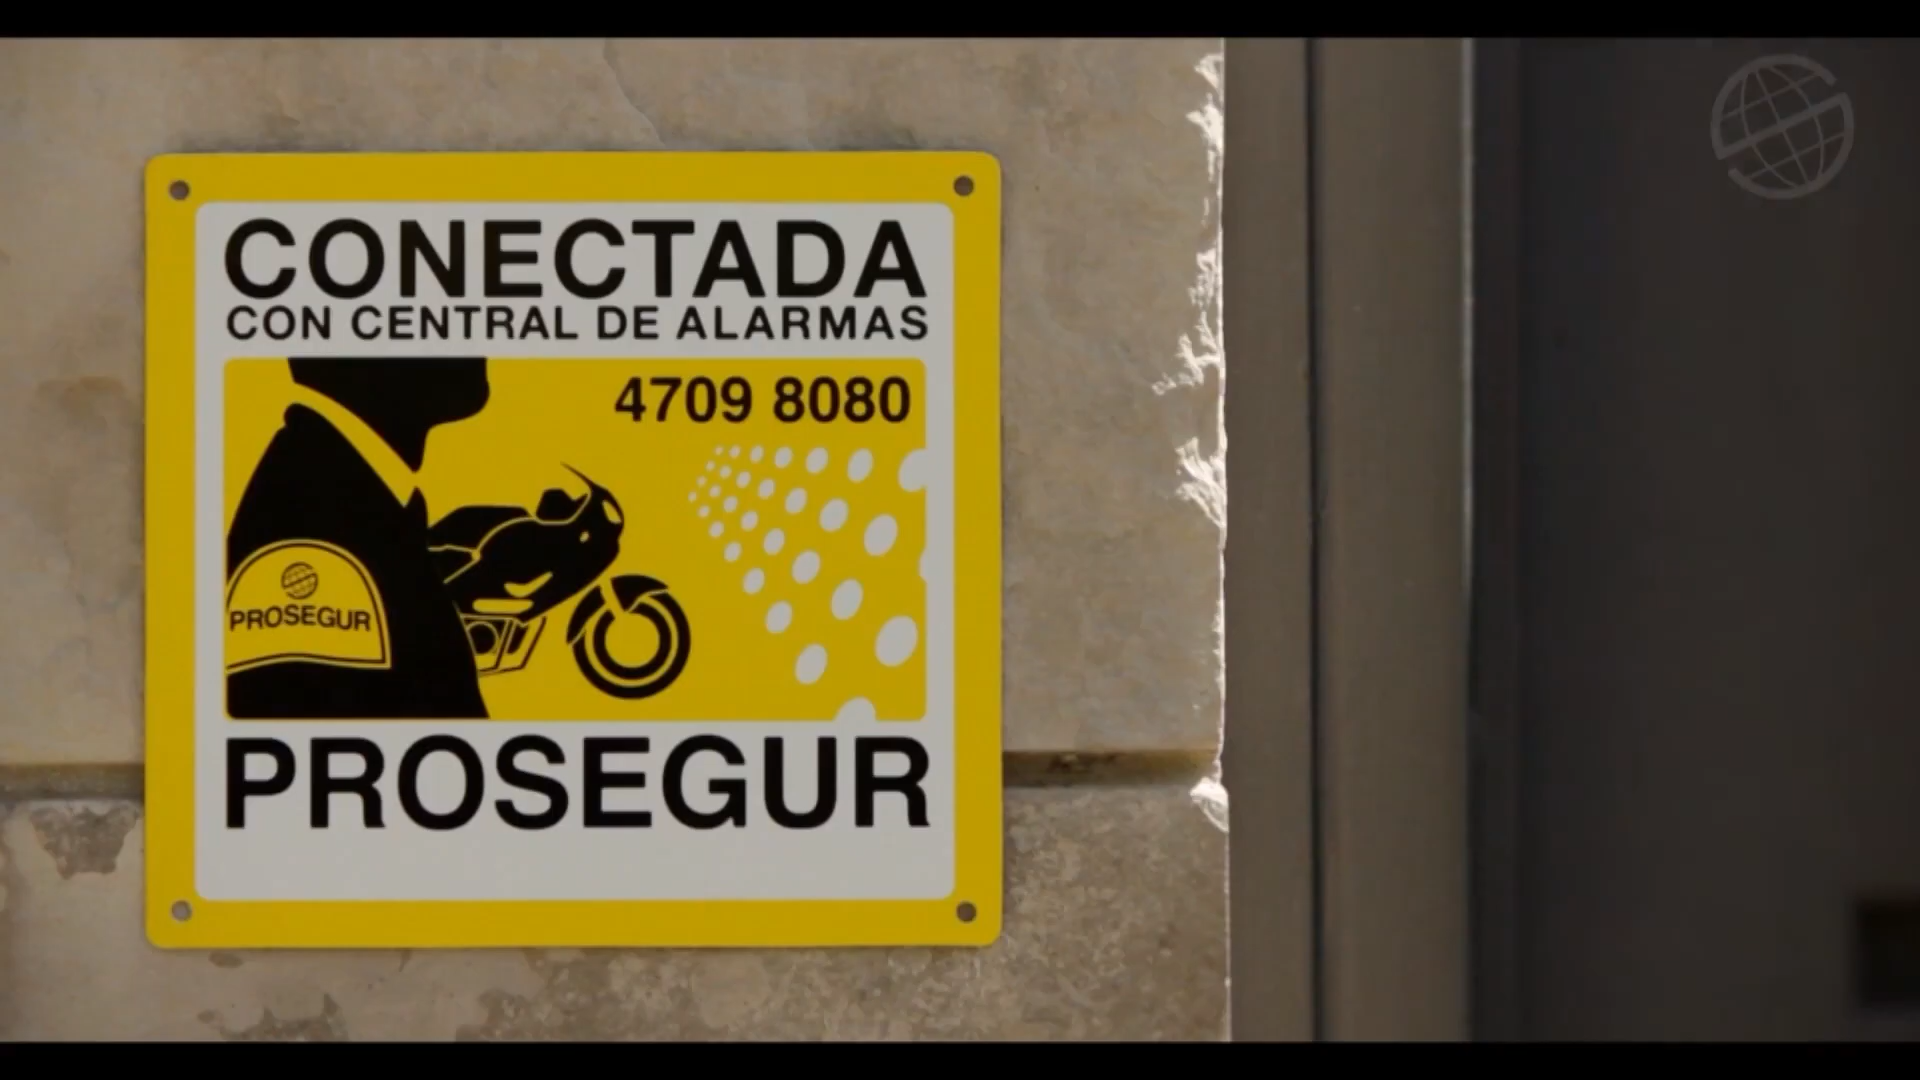 CONECTADA
CON CENTRAL DE ALARMAS
4709 8080
PROSEGUR
PROSEGUR